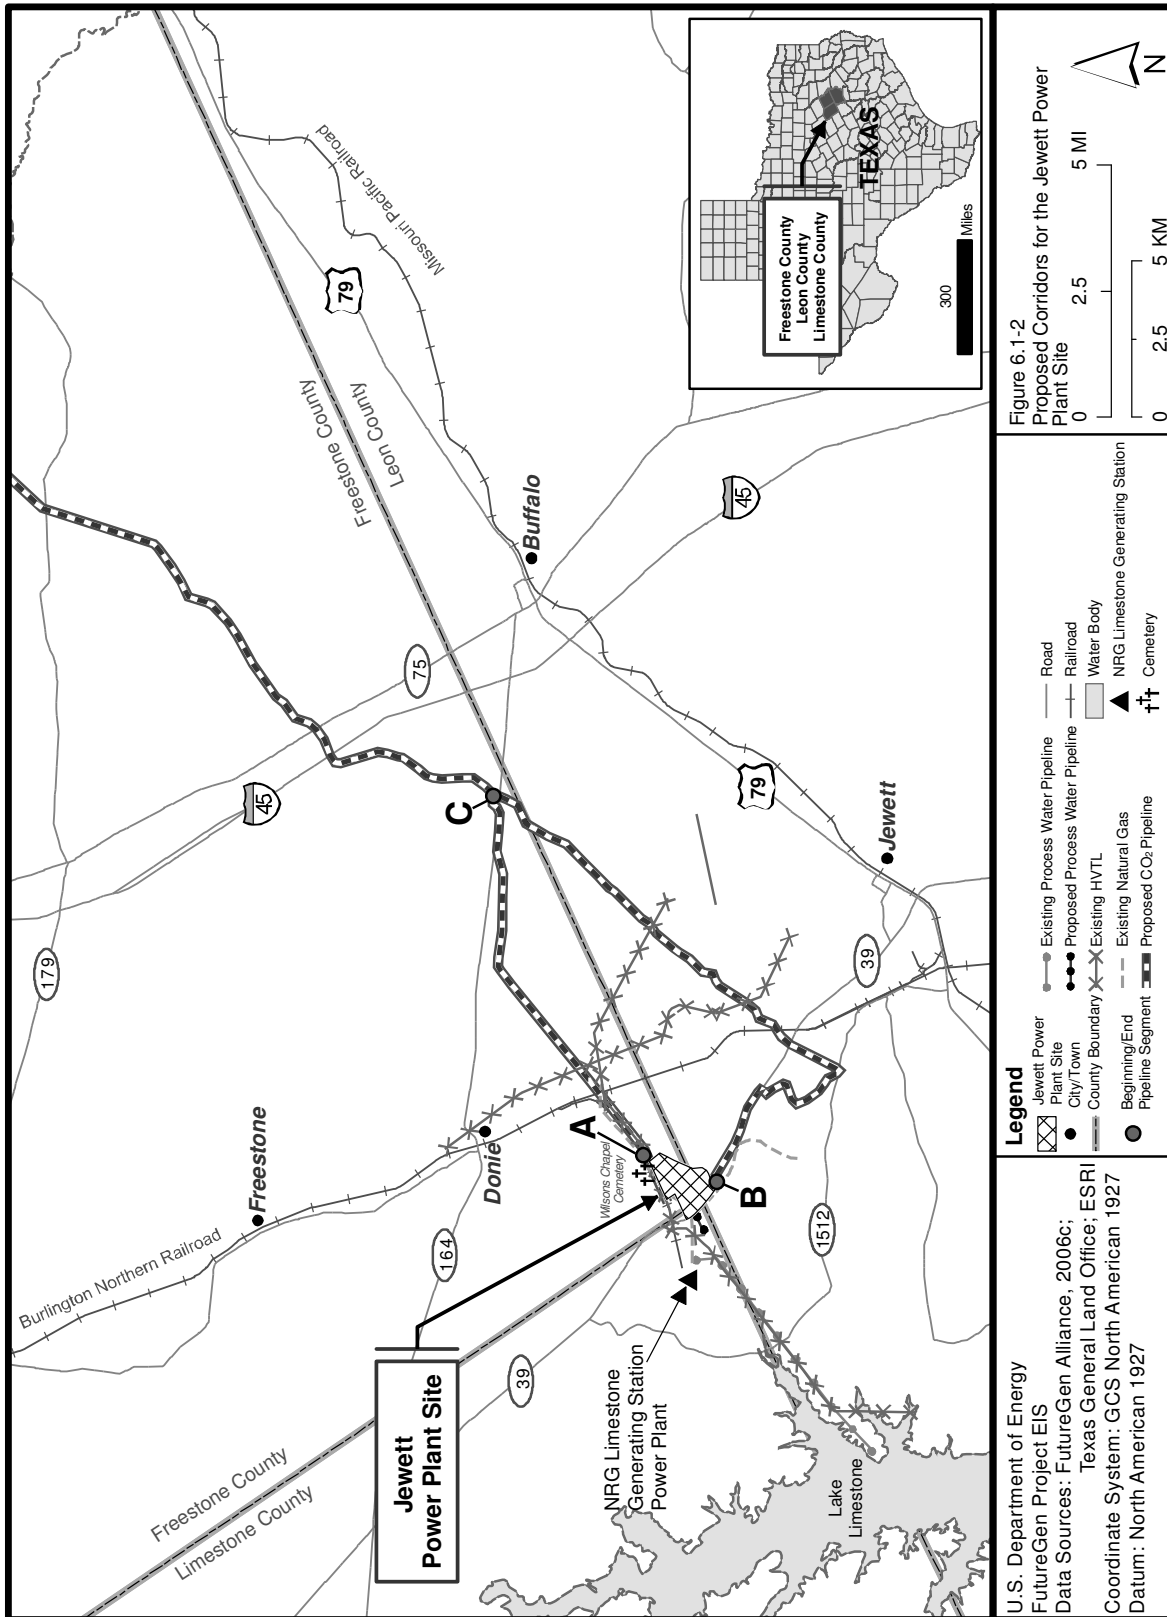 Freestone County
Limestone County
Burlington Northern Railroad
Freestone
179
45
75
C
Freestone County
Leon County
79
Missouri Pacific Railroad
Buffalo
45
79
Jewett
39
1512
164
Donie
Wilsons Chapel
Cemetery
A
B
39
Jewett
Power Plant Site
NRG Limestone
Generating Station
Power Plant
Lake
Limestone
Freestone County
Leon County
Limestone County
TEXAS
300
Miles
U.S. Department of Energy
FutureGen Project EIS
Data Sources: FutureGen Alliance, 2006c;
Texas General Land Office; ESRI
Coordinate System: GCS North American 1927
Datum: North American 1927
Legend
Jewett Power
Plant Site
City/Town
County Boundary
Beginning/End
Pipeline Segment
Existing Process Water Pipeline
Proposed Process Water Pipeline
Existing HVTL
Existing Natural Gas
Proposed CO₂ Pipeline
Road
Railroad
Water Body
NRG Limestone Generating Station
Cemetery
Figure 6.1-2
Proposed Corridors for the Jewett Power
Plant Site
0 2.5 5 MI
0 2.5 5 KM
N